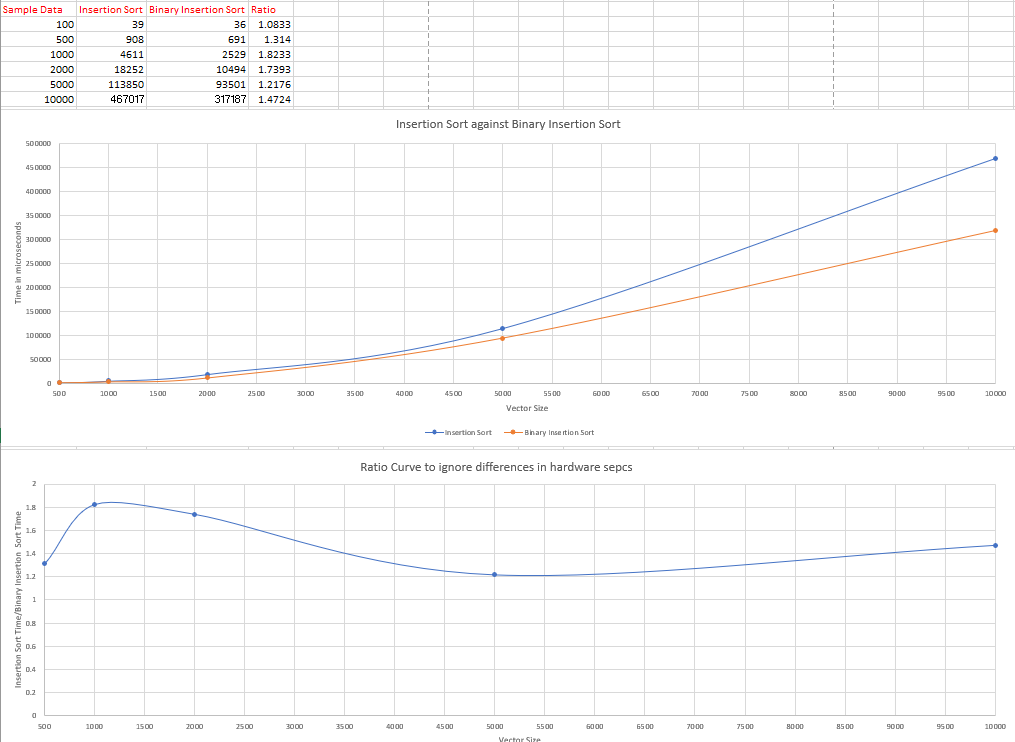 Sample Data Insertion Sort Binary Insertion Sort Ratio
100 39 36 1.0833
500 908 691 1.314
1000 4611 2529 1.8233
2000 18252 10494 1.7393
5000 113850 93501 1.2176
10000 467017 317187 1.4724
Insertion Sort against Binary Insertion Sort
500000
450000
400000
350000
300000
250000
200000
150000
100000
50000
0
Time in microseconds
500 1000 1500 2000 2500 3000 3500 4000 4500 5000 5500 6000 6500 7000 7500 8000 8500 9000 9500 10000
Vector Size
Insertion Sort Binary Insertion Sort
Ratio Curve to ignore differences in hardware sepcs
2
1.8
1.6
1.4
1.2
1
0.8
0.6
0.4
0.2
0
Insertion Sort Time/Binary Insertion Sort Time
500 1000 1500 2000 2500 3000 3500 4000 4500 5000 5500 6000 6500 7000 7500 8000 8500 9000 9500 10000
Vector Size